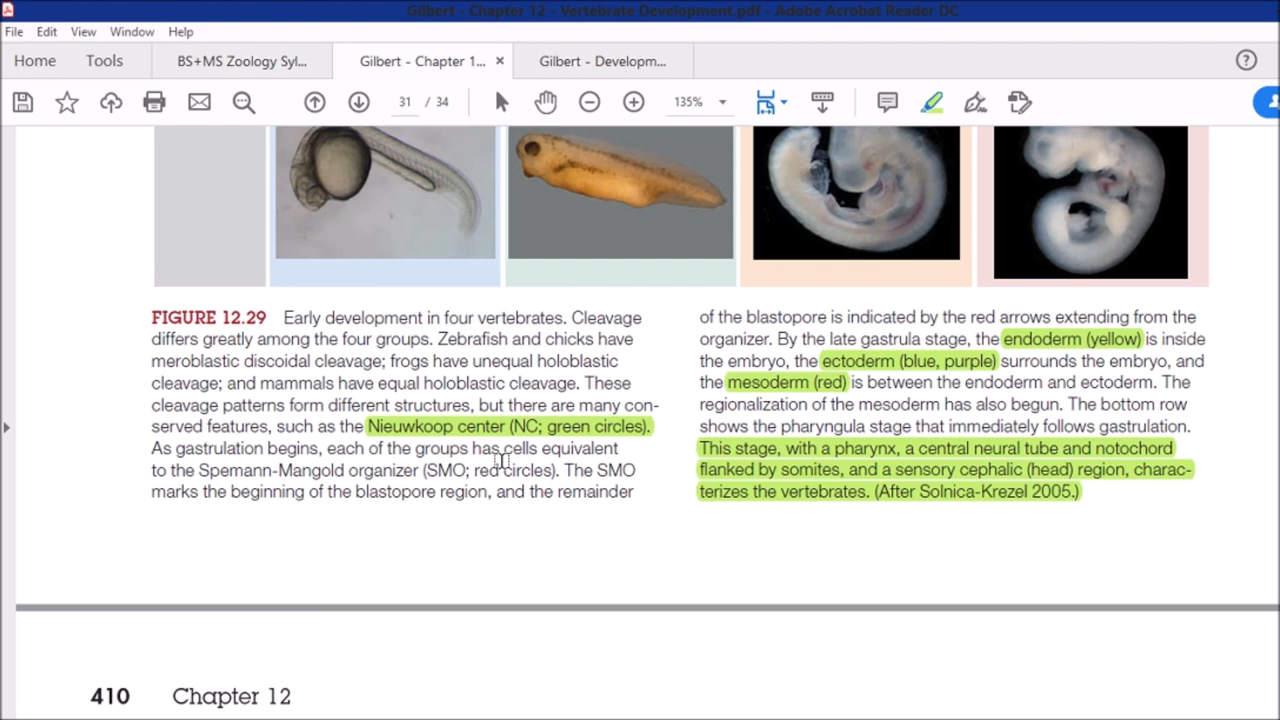 Gilbert - Chapter 12 - Vertebrate Development.pdf - Adobe Acrobat Reader DC
File Edit View Window Help
Home Tools BS+MS Zoology Syl... Gilbert - Chapter 1... × Gilbert - Developm...
31 / 34 135%
FIGURE 12.29 Early development in four vertebrates. Cleavage
differs greatly among the four groups. Zebrafish and chicks have
meroblastic discoidal cleavage; frogs have unequal holoblastic
cleavage; and mammals have equal holoblastic cleavage. These
cleavage patterns form different structures, but there are many con-
served features, such as the Nieuwkoop center (NC; green circles).
As gastrulation begins, each of the groups has cells equivalent
to the Spemann-Mangold organizer (SMO; red circles). The SMO
marks the beginning of the blastopore region, and the remainder
of the blastopore is indicated by the red arrows extending from the
organizer. By the late gastrula stage, the endoderm (yellow) is inside
the embryo, the ectoderm (blue, purple) surrounds the embryo, and
the mesoderm (red) is between the endoderm and ectoderm. The
regionalization of the mesoderm has also begun. The bottom row
shows the pharyngula stage that immediately follows gastrulation.
This stage, with a pharynx, a central neural tube and notochord
flanked by somites, and a sensory cephalic (head) region, charac-
terizes the vertebrates. (After Solnica-Krezel 2005.)
410 Chapter 12